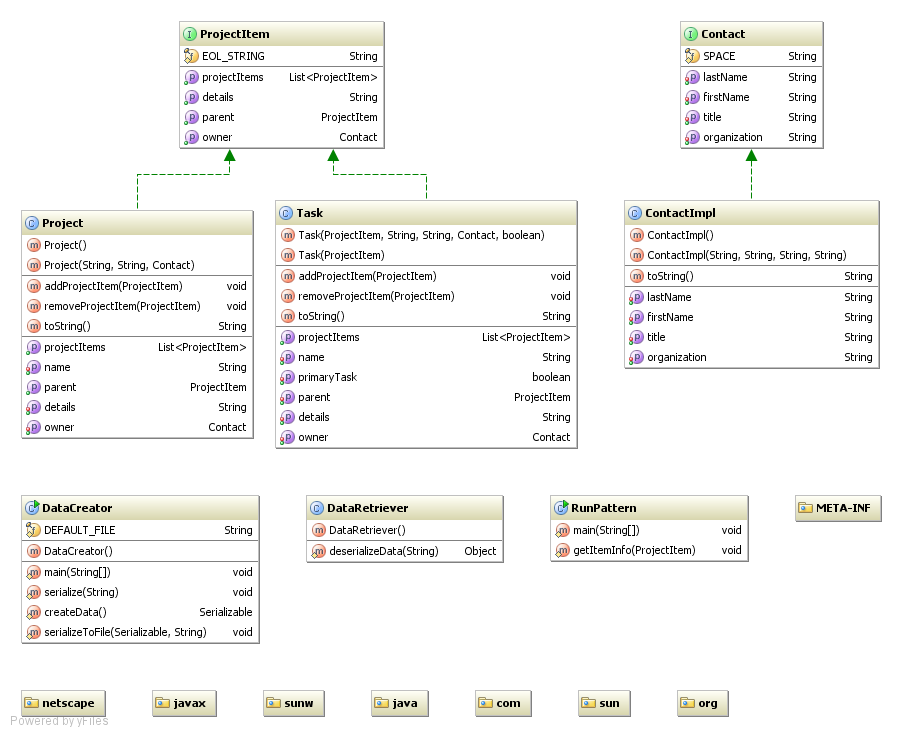 ProjectItem
EOL_STRING String
projectItems List<ProjectItem>
details String
parent ProjectItem
owner Contact
Contact
SPACE String
lastName String
firstName String
title String
organization String
Project
Project()
Project(String, String, Contact)
addProjectItem(ProjectItem) void
removeProjectItem(ProjectItem) void
toString() String
projectItems List<ProjectItem>
name String
parent ProjectItem
details String
owner Contact
Task
Task(ProjectItem, String, String, Contact, boolean)
Task(ProjectItem)
addProjectItem(ProjectItem) void
removeProjectItem(ProjectItem) void
toString() String
projectItems List<ProjectItem>
name String
primaryTask boolean
parent ProjectItem
details String
owner Contact
ContactImpl
ContactImpl()
ContactImpl(String, String, String, String)
toString() String
lastName String
firstName String
title String
organization String
DataCreator
DEFAULT_FILE String
DataCreator()
main(String[]) void
serialize(String) void
createData() Serializable
serializeToFile(Serializable, String) void
DataRetriever
DataRetriever()
deserializeData(String) Object
RunPattern
main(String[]) void
getItemInfo(ProjectItem) void
META-INF
netscape
javax
sunw
java
com
sun
org
Powered by yFiles